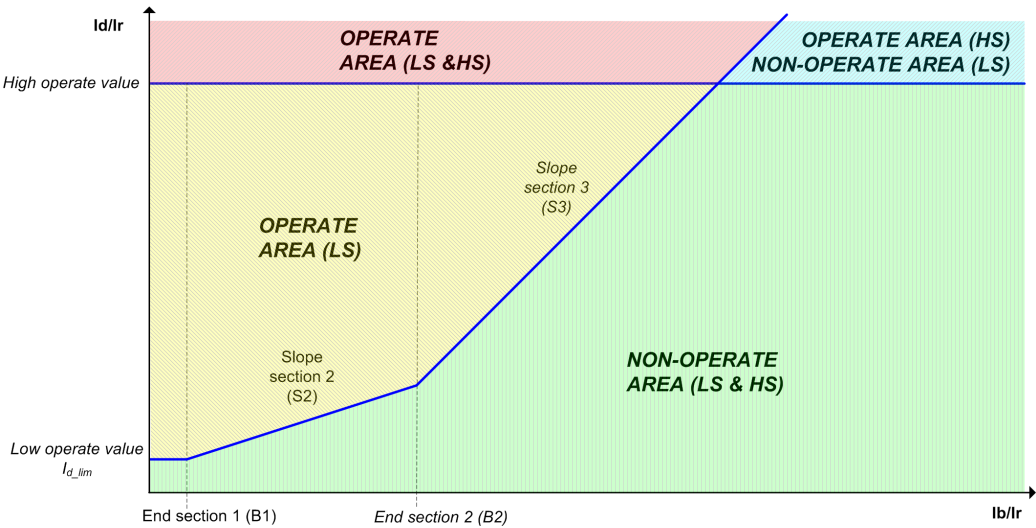 Id/Ir
OPERATE
AREA (LS &HS)
OPERATE AREA (HS)
NON-OPERATE AREA (LS)
High operate value
Slope
section 3
(S3)
OPERATE
AREA (LS)
Slope
section 2
(S2)
NON-OPERATE
AREA (LS & HS)
Low operate value
Id_lim
End section 1 (B1)
End section 2 (B2)
Ib/Ir